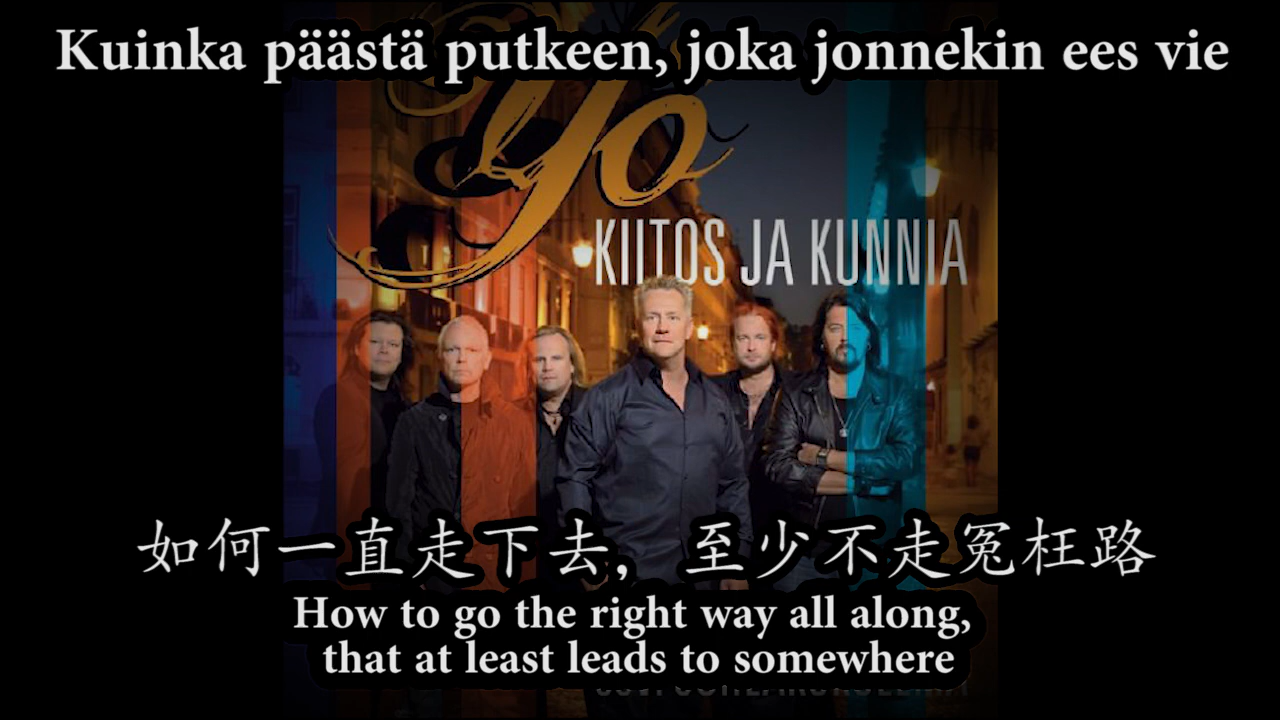 Kuinka päästä putkeen, joka jonnekin ees vie
Yö
KIITOS JA KUNNIA
如何一直走下去，至少不走冤枉路
How to go the right way all along,
that at least leads to somewhere